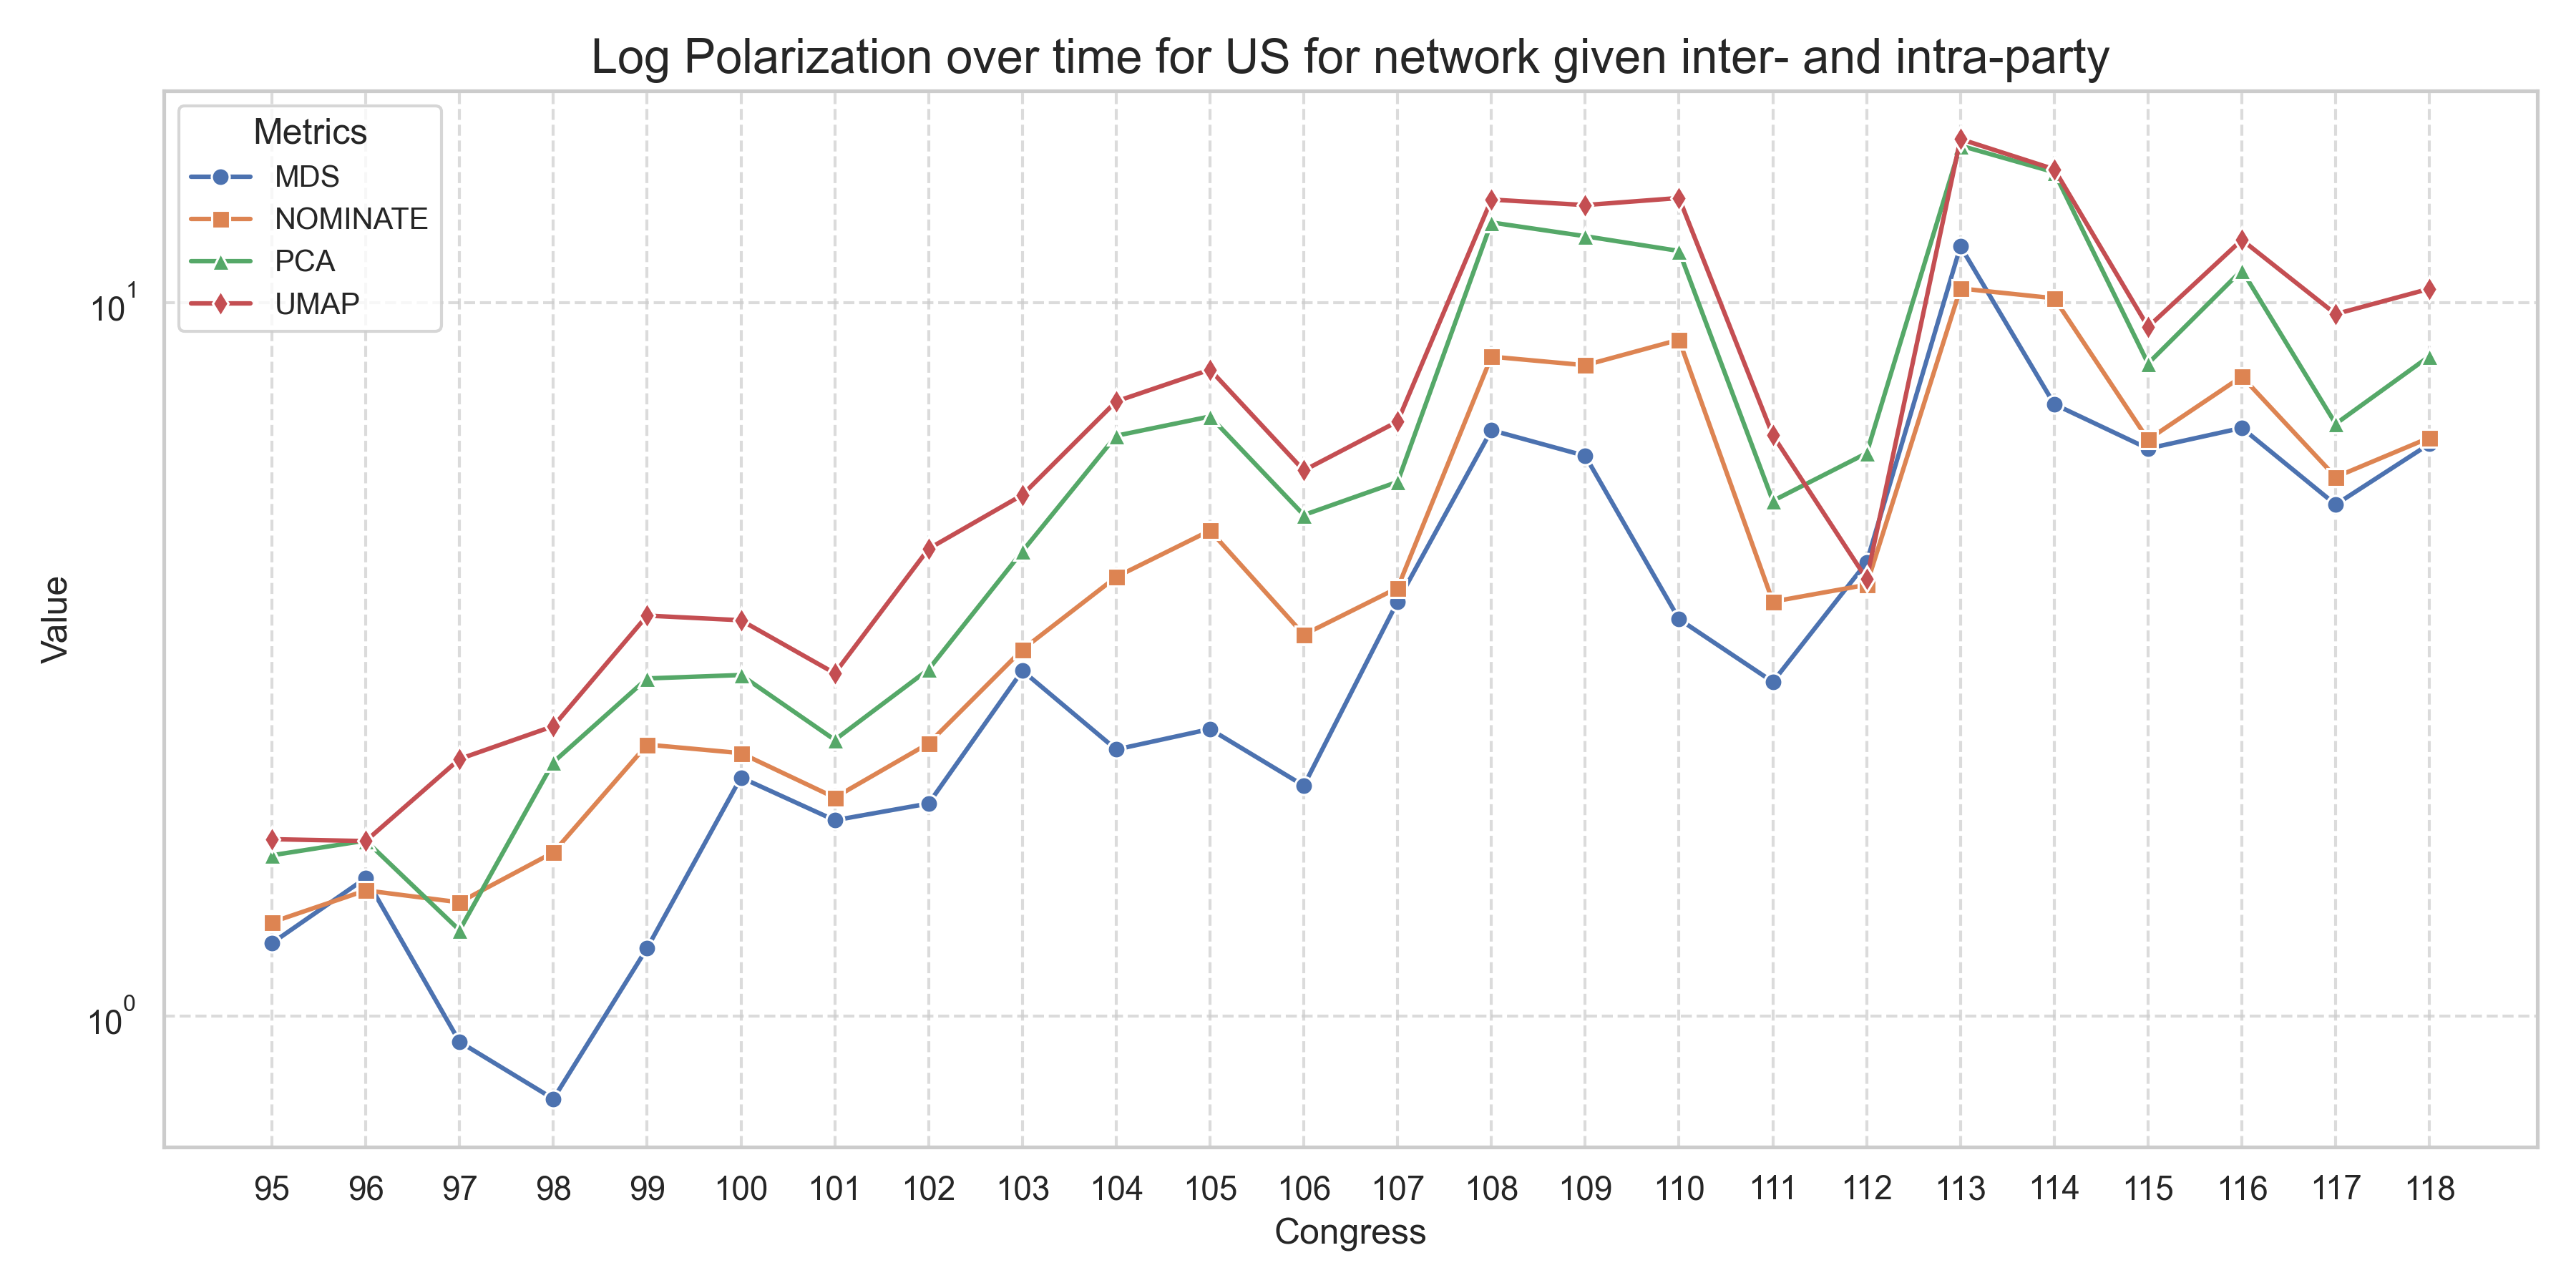 Log Polarization over time for US for network given inter- and intra-party
Metrics
MDS
NOMINATE
PCA
UMAP
10^1
10^0
Value
95 96 97 98 99 100 101 102 103 104 105 106 107 108 109 110 111 112 113 114 115 116 117 118
Congress